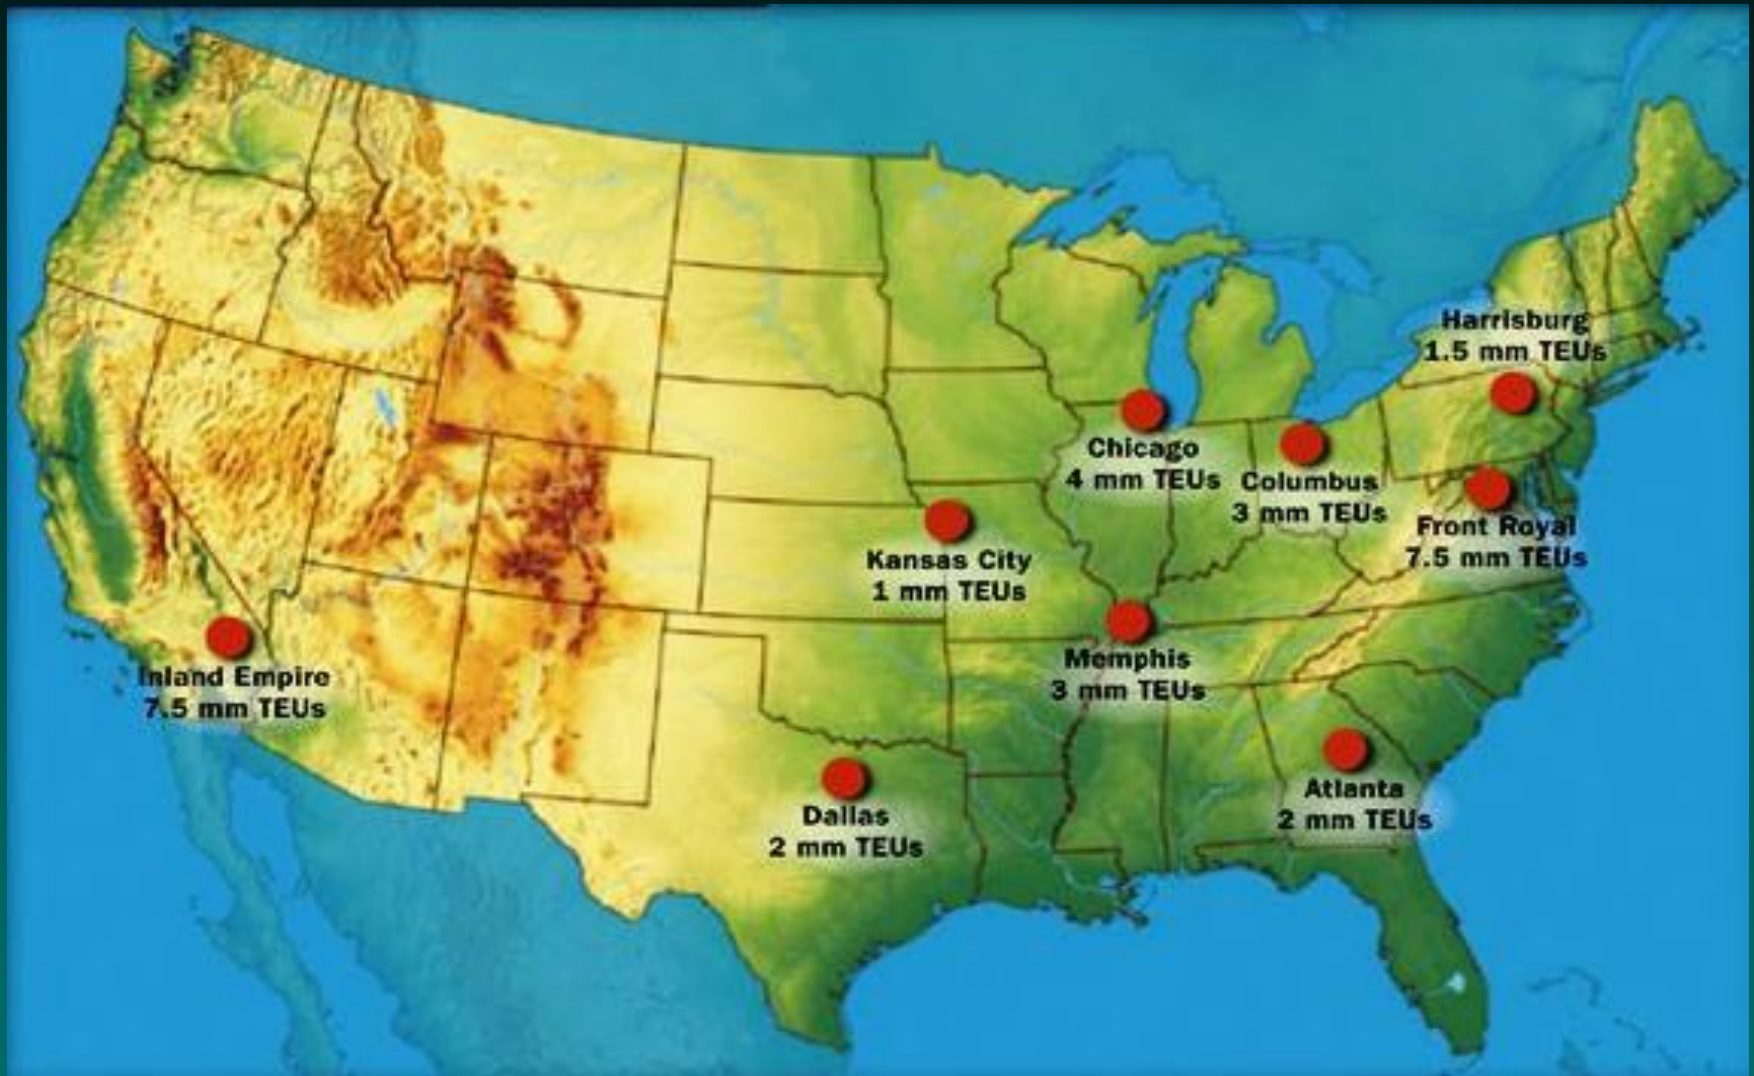 Harrisburg
1.5 mm TEUs
Chicago
4 mm TEUs
Columbus
3 mm TEUs
Front Royal
7.5 mm TEUs
Kansas City
1 mm TEUs
Inland Empire
7.5 mm TEUs
Memphis
3 mm TEUs
Dallas
2 mm TEUs
Atlanta
2 mm TEUs